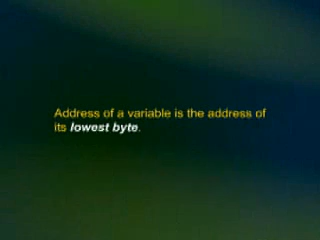 Address of a variable is the address of
its lowest byte.